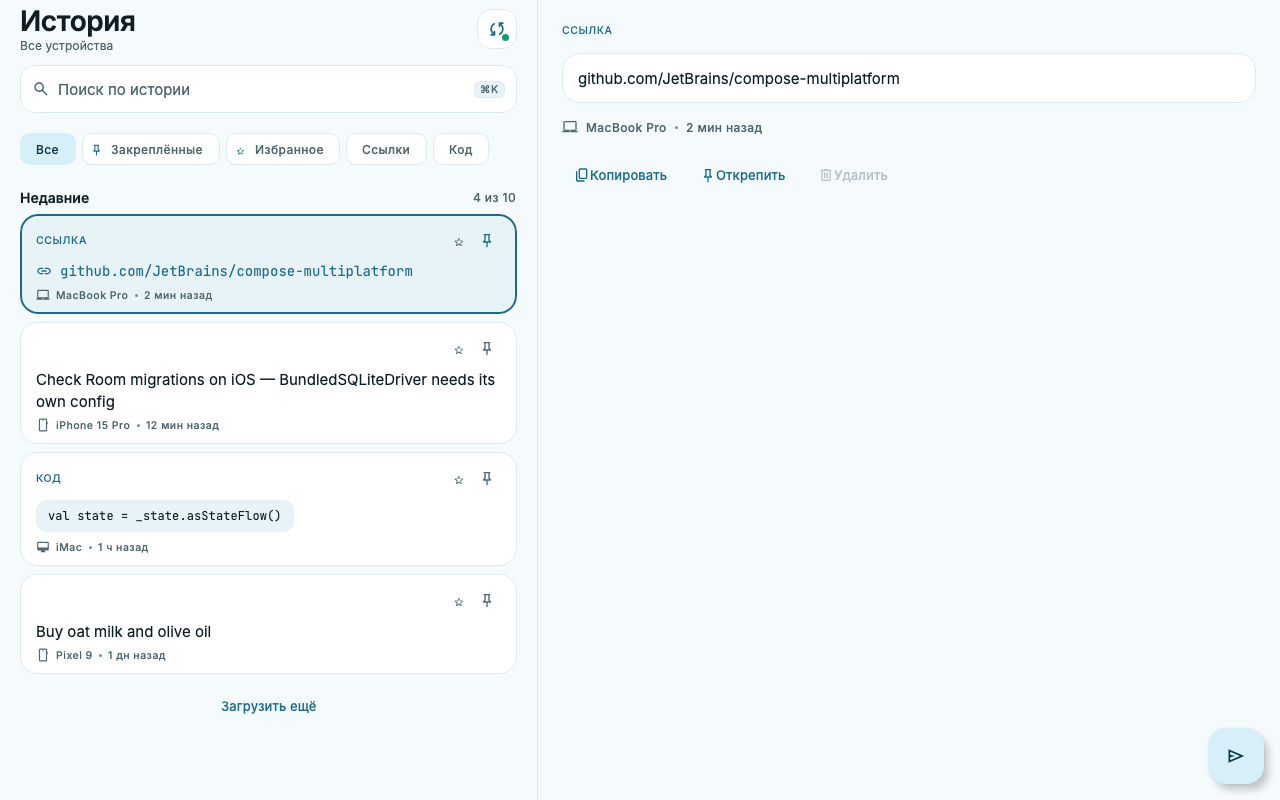 История
Все устройства
Поиск по истории
⌘K
Все
Закреплённые
Избранное
Ссылки
Код
Недавние
4 из 10
ССЫЛКА
github.com/JetBrains/compose-multiplatform
MacBook Pro • 2 мин назад
Check Room migrations on iOS — BundledSQLiteDriver needs its
own config
iPhone 15 Pro • 12 мин назад
КОД
val state = _state.asStateFlow()
iMac • 1 ч назад
Buy oat milk and olive oil
Pixel 9 • 1 дн назад
Загрузить ещё
ССЫЛКА
github.com/JetBrains/compose-multiplatform
MacBook Pro • 2 мин назад
Копировать
Открепить
Удалить